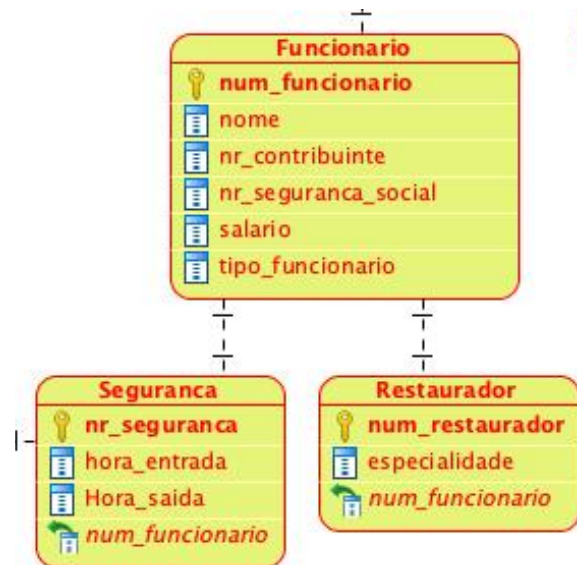 Funcionario
num_funcionario
nome
nr_contribuinte
nr_seguranca_social
salario
tipo_funcionario
Seguranca
nr_seguranca
hora_entrada
Hora_saida
num_funcionario
Restaurador
num_restaurador
especialidade
num_funcionario